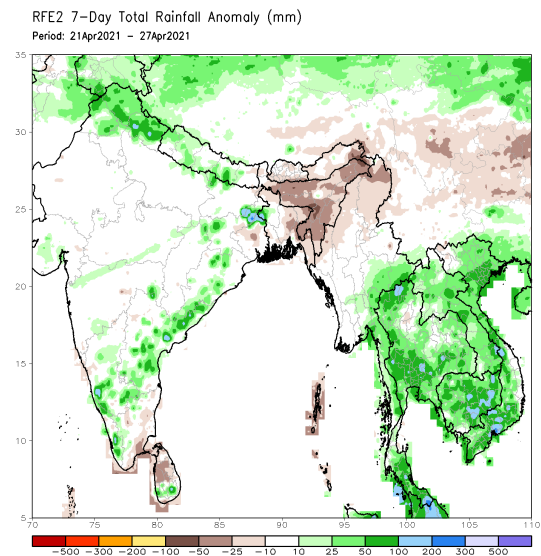 RFE2 7-Day Total Rainfall Anomaly (mm)
Period: 21Apr2021 - 27Apr2021
35
30
25
20
15
10
5
70 75 80 85 90 95 100 105 110
-500 -300 -200 -100 -50 -25 -10 10 25 50 100 200 300 500